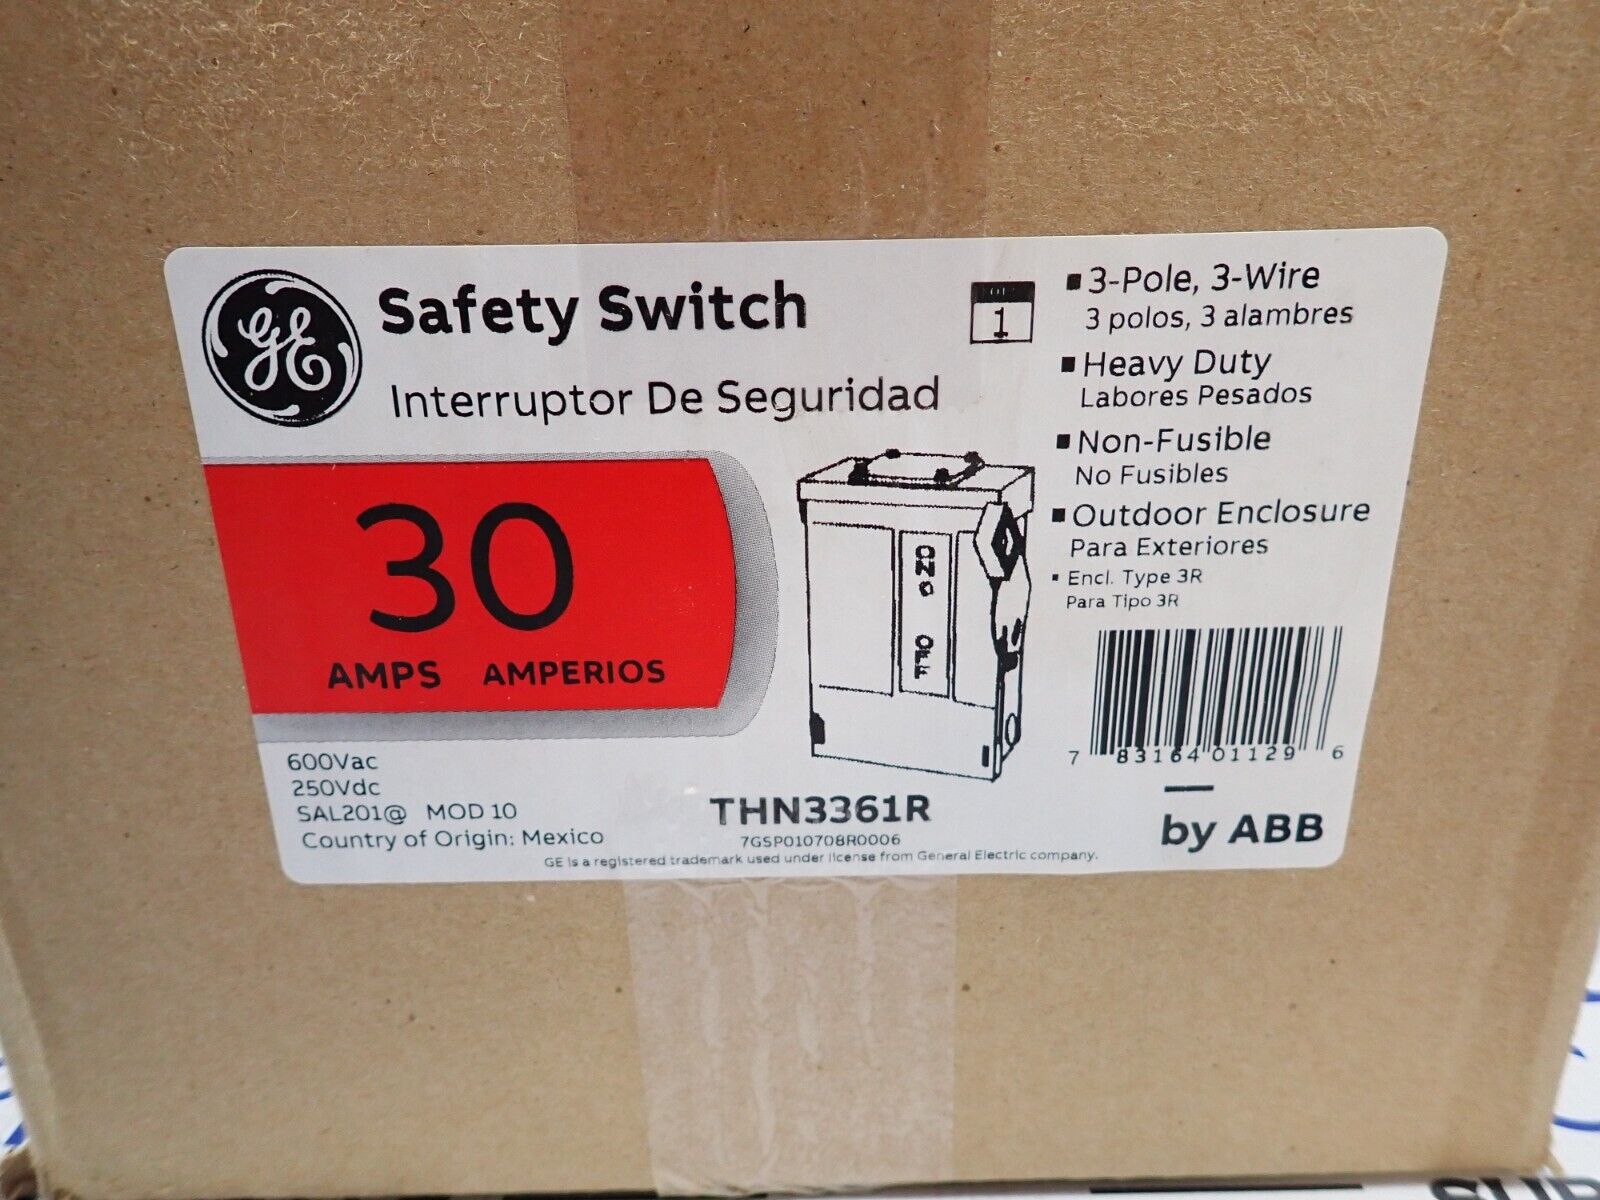 GE
Safety Switch
Interruptor De Seguridad
30
AMPS AMPERIOS
600Vac
250Vdc
SAL201@ MOD 10
Country of Origin: Mexico
1
ON
OFF
THN3361R
7GSP010708R0006
GE is a registered trademark used under license from General Electric company.
▪ 3-Pole, 3-Wire
3 polos, 3 alambres
▪ Heavy Duty
Labores Pesados
▪ Non-Fusible
No Fusibles
▪ Outdoor Enclosure
Para Exteriores
▪ Encl. Type 3R
Para Tipo 3R
7 83164 01129 6
by ABB